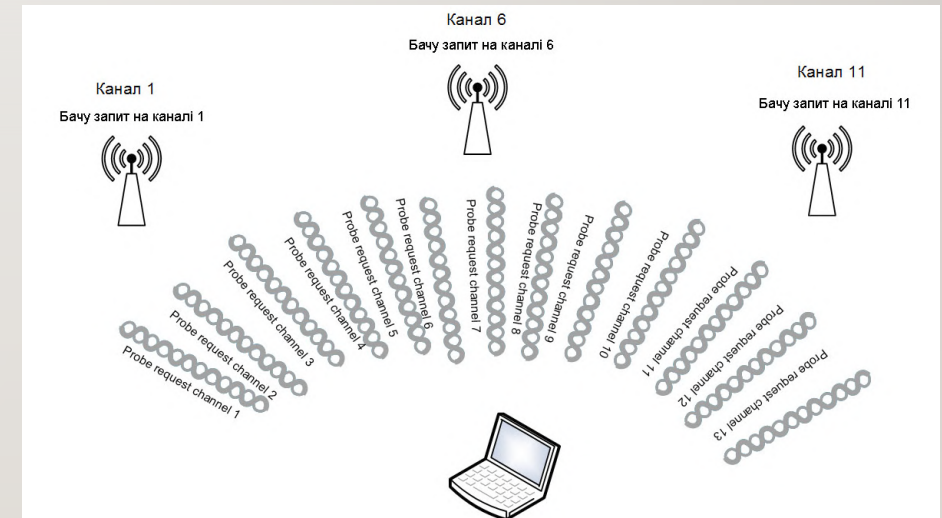 Канал 6
Бачу запит на каналі 6
Канал 1
Бачу запит на каналі 1
Канал 11
Бачу запит на каналі 11
Probe request channel 1
Probe request channel 2
Probe request channel 3
Probe request channel 4
Probe request channel 5
Probe request channel 6
Probe request channel 7
Probe request channel 8
Probe request channel 9
Probe request channel 10
Probe request channel 11
Probe request channel 12
Probe request channel 13